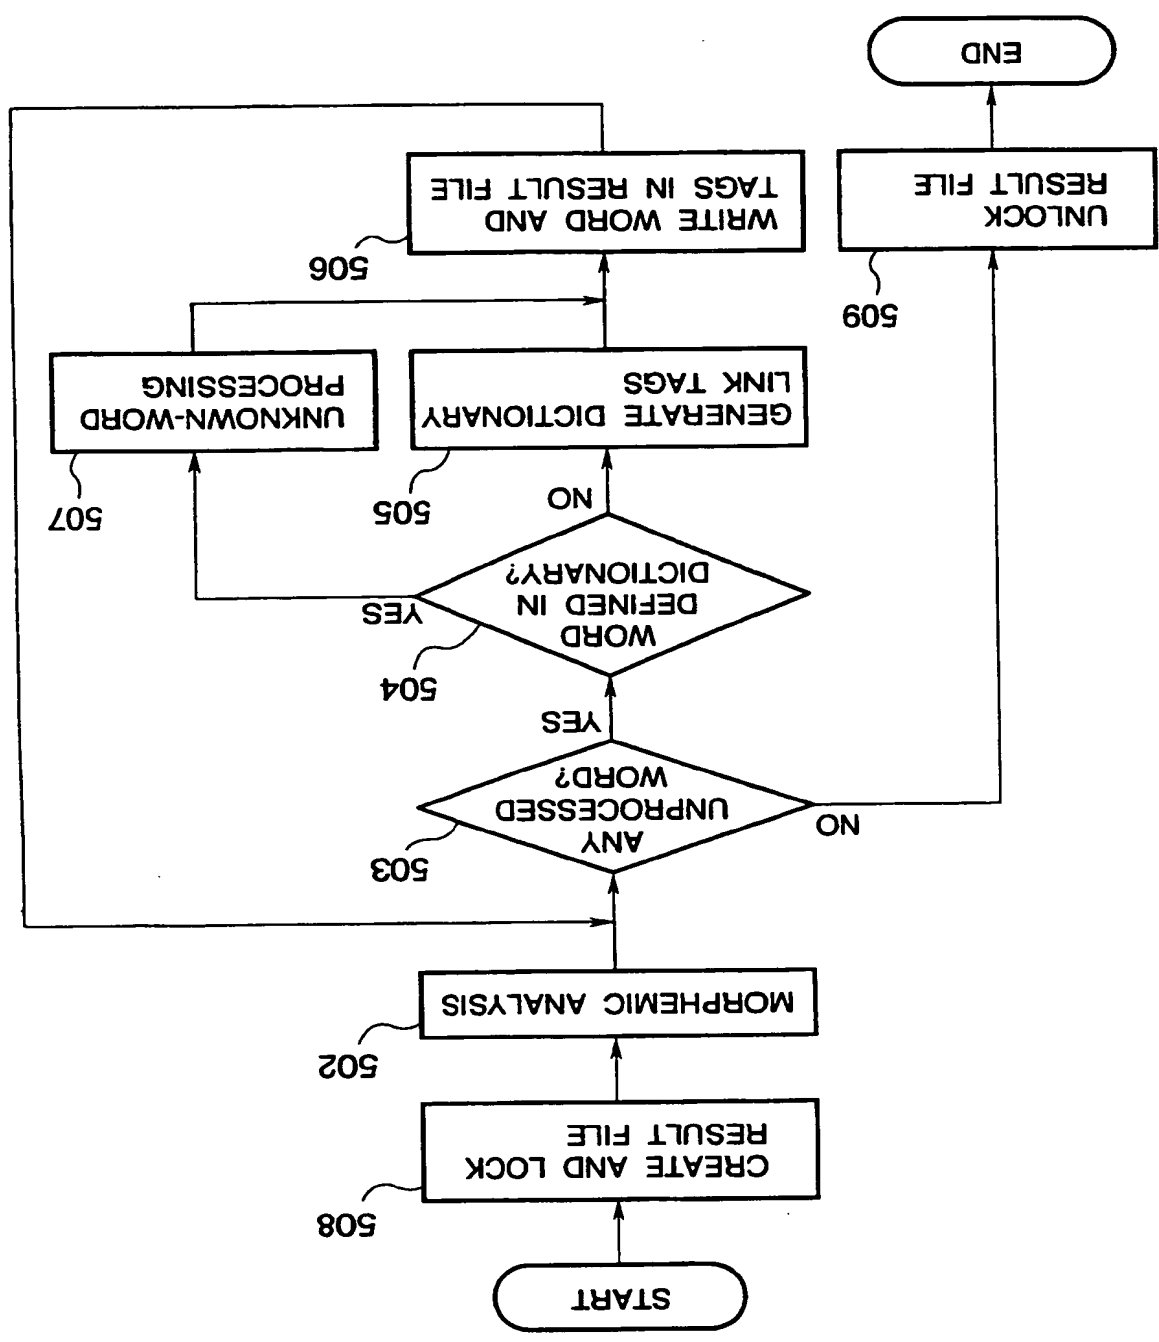 START
508
CREATE AND LOCK
RESULT FILE
502
MORPHEMIC ANALYSIS
503
ANY
UNPROCESSED
WORD?
NO
YES
504
WORD
DEFINED IN
DICTIONARY?
YES
NO
505
GENERATE DICTIONARY
LINK TAGS
507
UNKNOWN-WORD
PROCESSING
506
WRITE WORD AND
TAGS IN RESULT FILE
509
UNLOCK
RESULT FILE
END